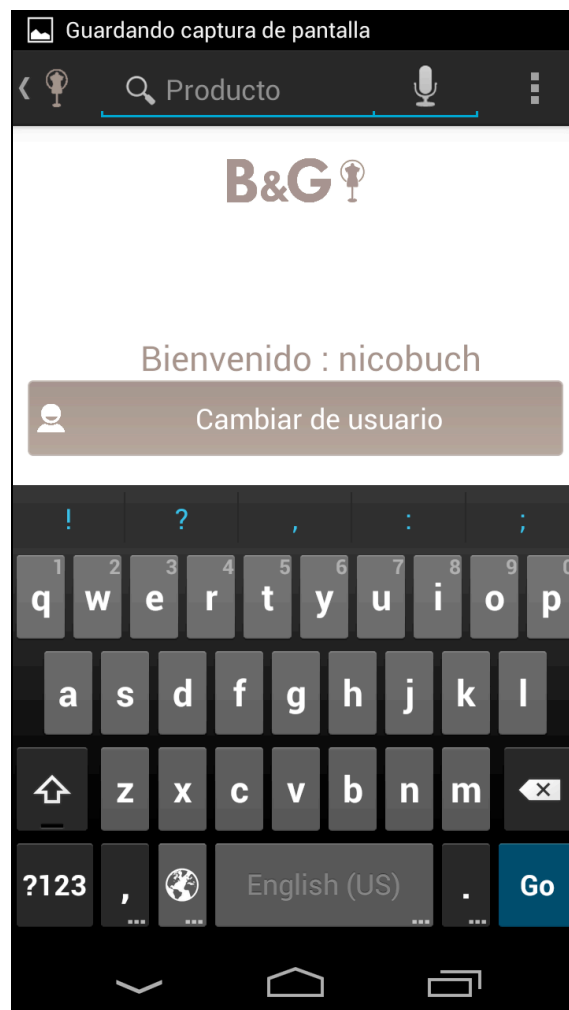 Guardando captura de pantalla
Producto
B&G
Bienvenido : nicobuch
Cambiar de usuario
! ? , : ;
1 2 3 4 5 6 7 8 9 0
q w e r t y u i o p
a s d f g h j k l
z x c v b n m
?123 , English (US) . Go